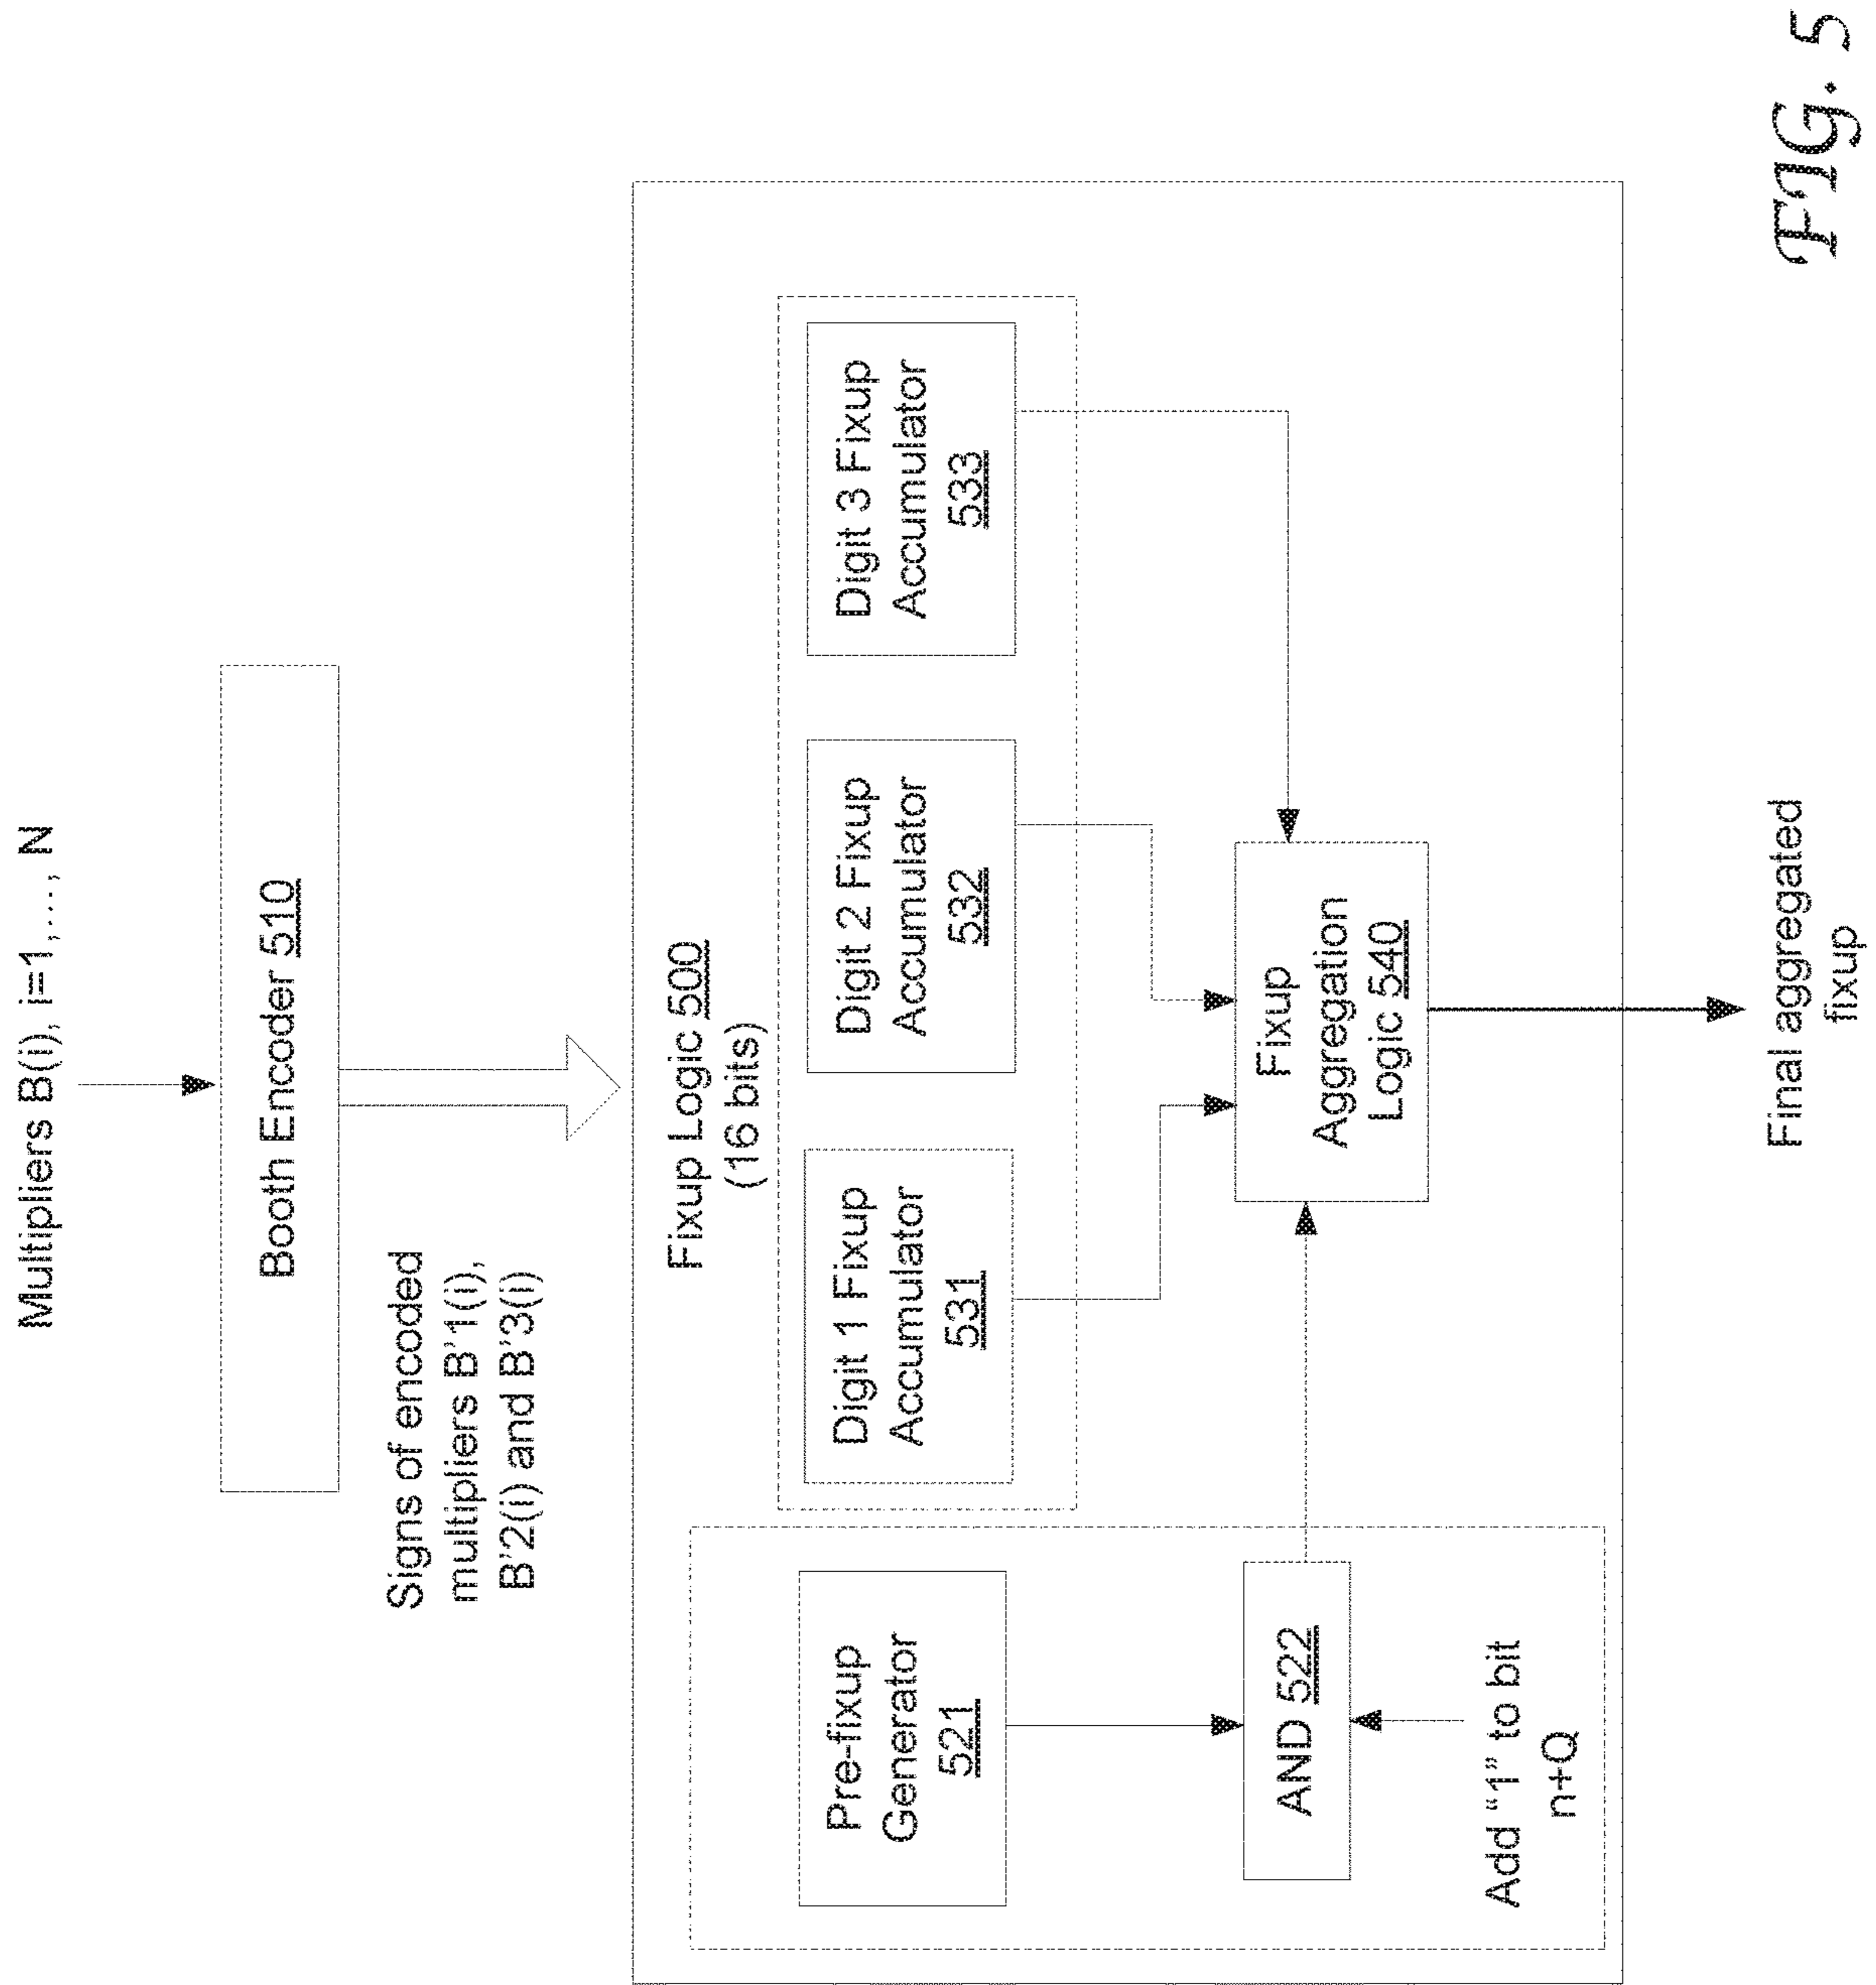 Multipliers B(i), i=1,..., N
Booth Encoder 510
Signs of encoded
multipliers B'1(i),
B'2(i) and B'3(i)
Fixup Logic 500
(16 bits)
Pre-fixup
Generator
521
Digit 1 Fixup
Accumulator
531
Digit 2 Fixup
Accumulator
532
Digit 3 Fixup
Accumulator
533
AND 522
Add “1” to bit
n+Q
Fixup
Aggregation
Logic 540
Final aggregated
fixup
FIG. 5